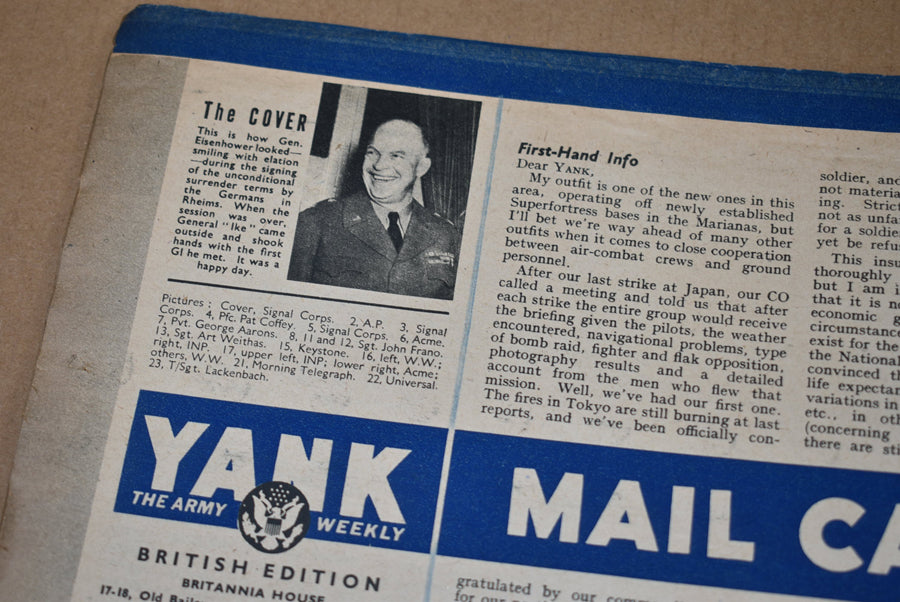 The COVER
This is how Gen.
Eisenhower looked—
smiling with elation
—during the signing
of the unconditional
surrender terms by
the Germans in
Rheims. When the
session was over,
General "Ike" came
outside and shook
hands with the first
GI he met. It was a
happy day.
Pictures: Cover, Signal Corps. 2, A.P. 3, Signal
Corps. 4, Pfc. Pat Coffey. 5, Signal Corps. 6, Acme.
7, Pvt. George Aarons. 8, 11 and 12, Sgt. John Frano.
13, Sgt. Art Weithas. 15, Keystone. 16, left, W.W.;
right, INP. 17, upper left, INP; lower right, Acme;
others, W.W. 21, Morning Telegraph. 22, Universal.
23, T/Sgt. Lackenbach.
YANK
THE ARMY WEEKLY
BRITISH EDITION
BRITANNIA HOUSE
17-18, Old
First-Hand Info
Dear YANK,
My outfit is one of the new ones in this
area, operating off newly established
Superfortress bases in the Marianas, but
I'll bet we're way ahead of many other
outfits when it comes to close cooperation
between air-combat crews and ground
personnel.
After our last strike at Japan, our CO
called a meeting and told us that after
each strike the entire group would receive
the briefing given the pilots, the weather
encountered, navigational problems, type
of bomb raid, fighter and flak opposition,
photography results and a detailed
account from the men who flew that
mission. Well, we've had our first one.
The fires in Tokyo are still burning at last
reports, and we've been officially con-
MAIL CA
gratulated by our
for our
soldier, and
not materia
ing. Strict
not as unfa
for a soldie
yet be refu
This insu
thoroughly
but I am i
that it is n
economic g
circumstance
exist for the
the National
convinced th
life expectan
variations in
etc., in oth
(concerning
there are sti